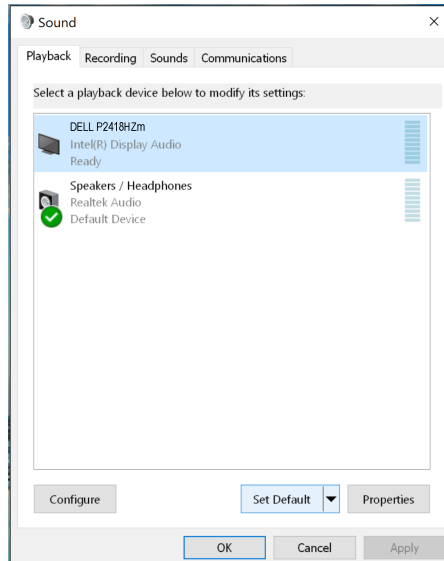 Sound
Playback Recording Sounds Communications
Select a playback device below to modify its settings:
DELL P2418HZm
Intel(R) Display Audio
Ready
Speakers / Headphones
Realtek Audio
Default Device
Configure Set Default Properties
OK Cancel Apply